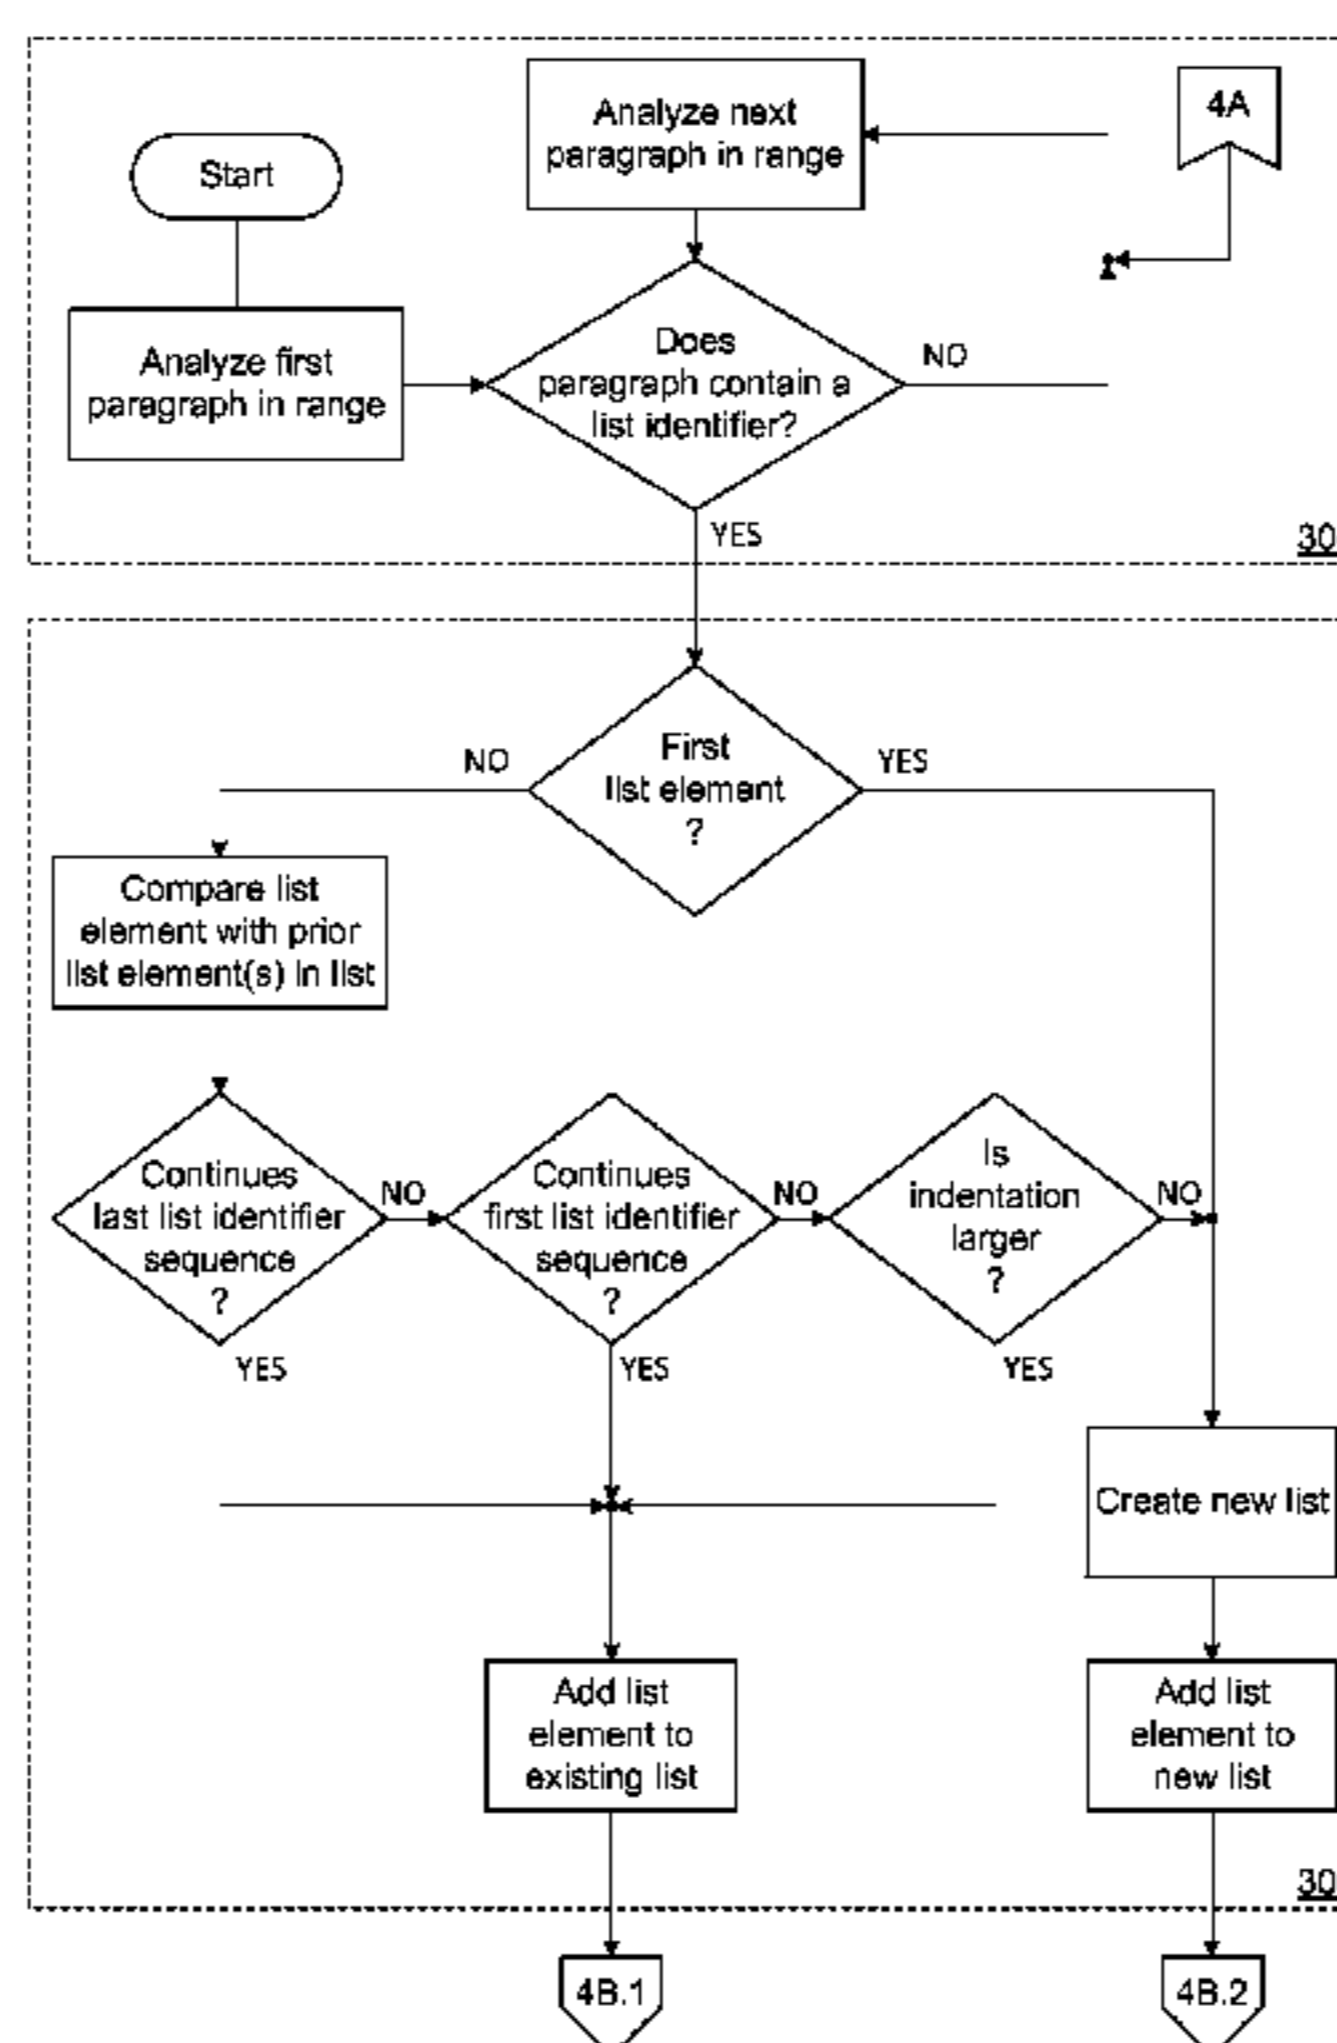 Analyze next
paragraph in range
4A
Start
Analyze first
paragraph in range
Does
paragraph contain a
list identifier?
NO
YES
30
First
list element
?
NO
YES
Compare list
element with prior
list element(s) in list
Continues
last list identifier
sequence
?
NO
YES
Continues
first list identifier
sequence
?
NO
YES
Is
indentation
larger
?
NO
YES
Create new list
Add list
element to
existing list
Add list
element to
new list
30
4B.1
4B.2